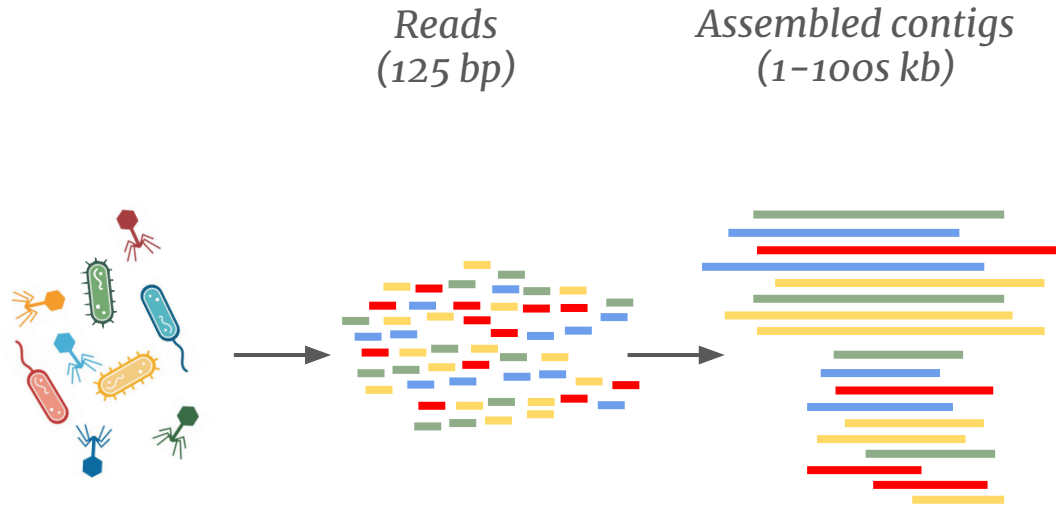 Reads
(125 bp)
Assembled contigs
(1-100s kb)